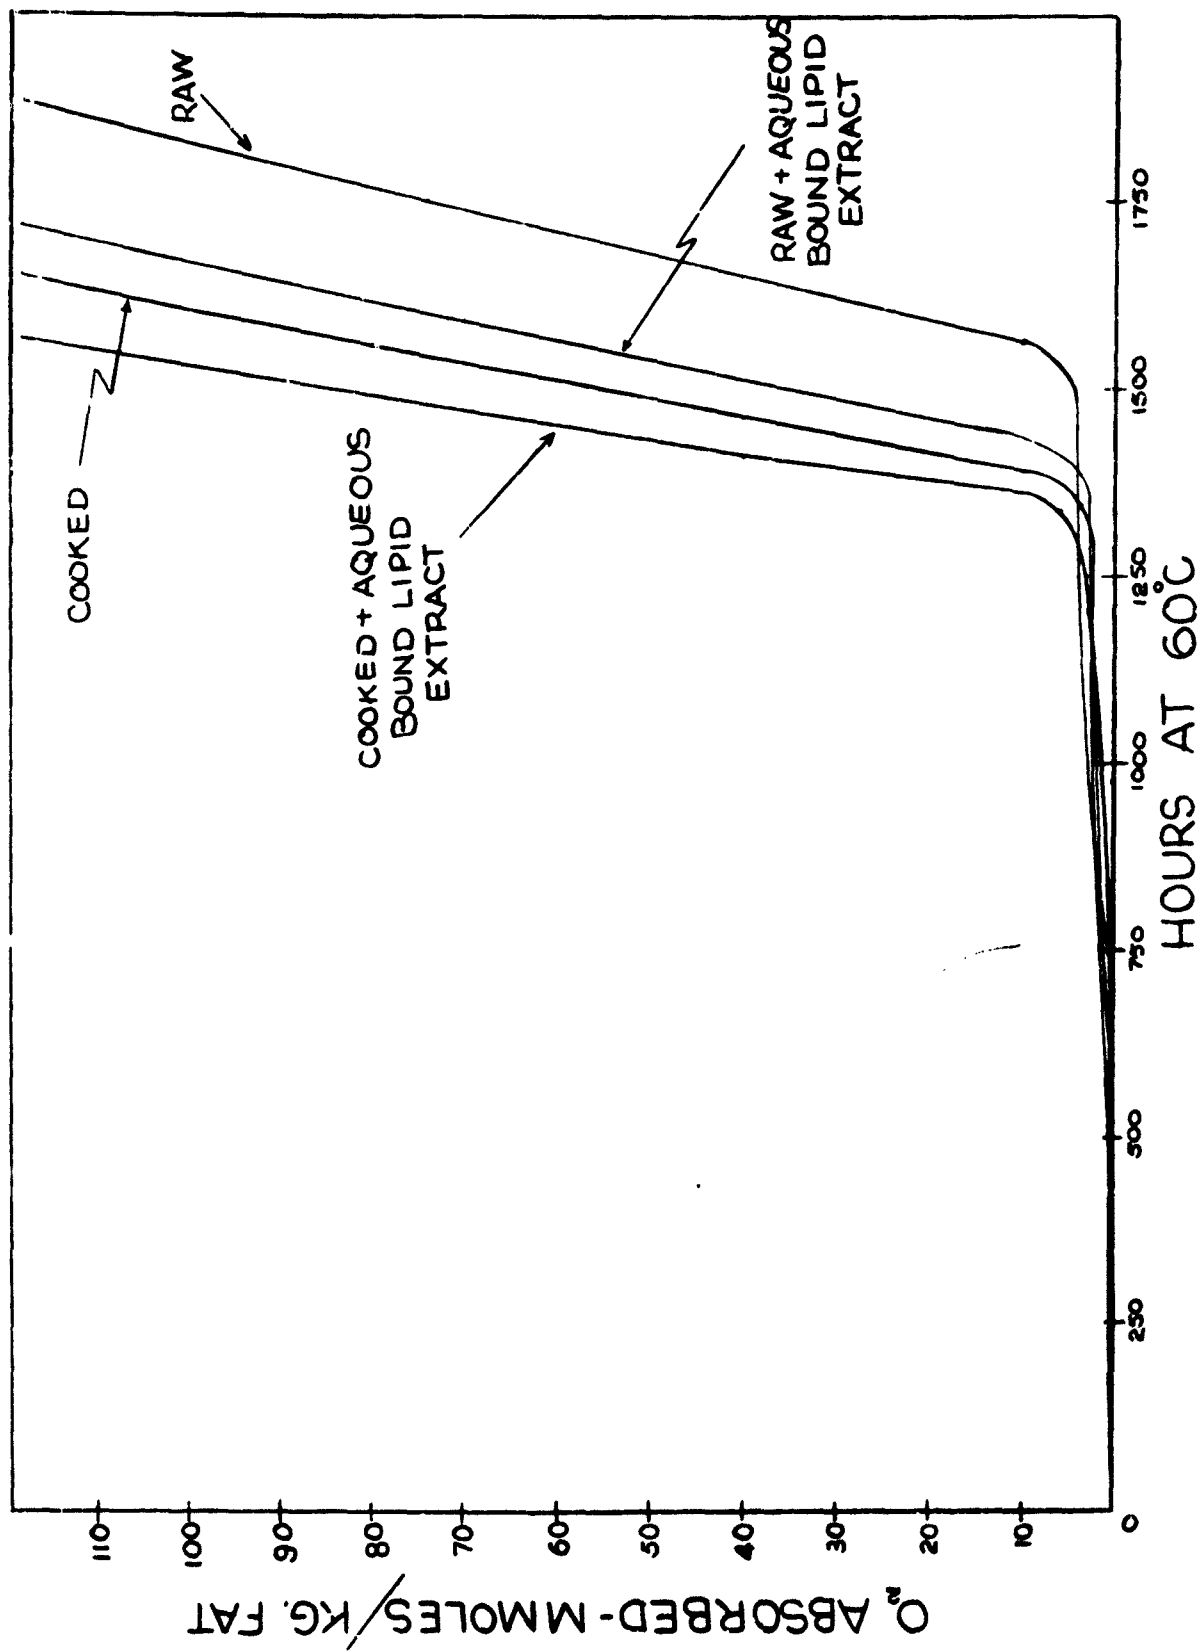 O₂ ABSORBED-MMOLES/KG. FAT
110
100
90
80
70
60
50
40
30
20
10
0
250
500
750
1000
1250
1500
1750
HOURS AT 60°C
COOKED
RAW
COOKED + AQUEOUS
BOUND LIPID
EXTRACT
RAW + AQUEOUS
BOUND LIPID
EXTRACT